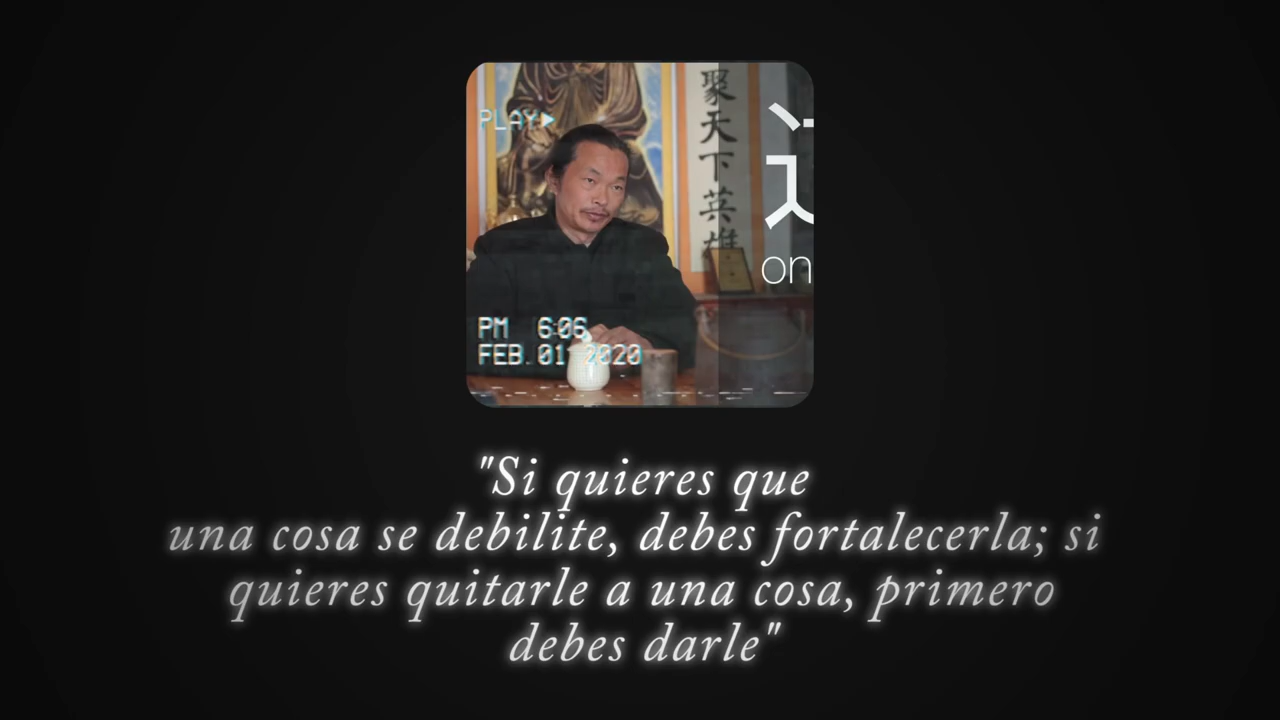 PLAY
聚天下英雄
on
PM 6:06
FEB. 01 2020
"Si quieres que
una cosa se debilite, debes fortalecerla; si
quieres quitarle a una cosa, primero
debes darle"